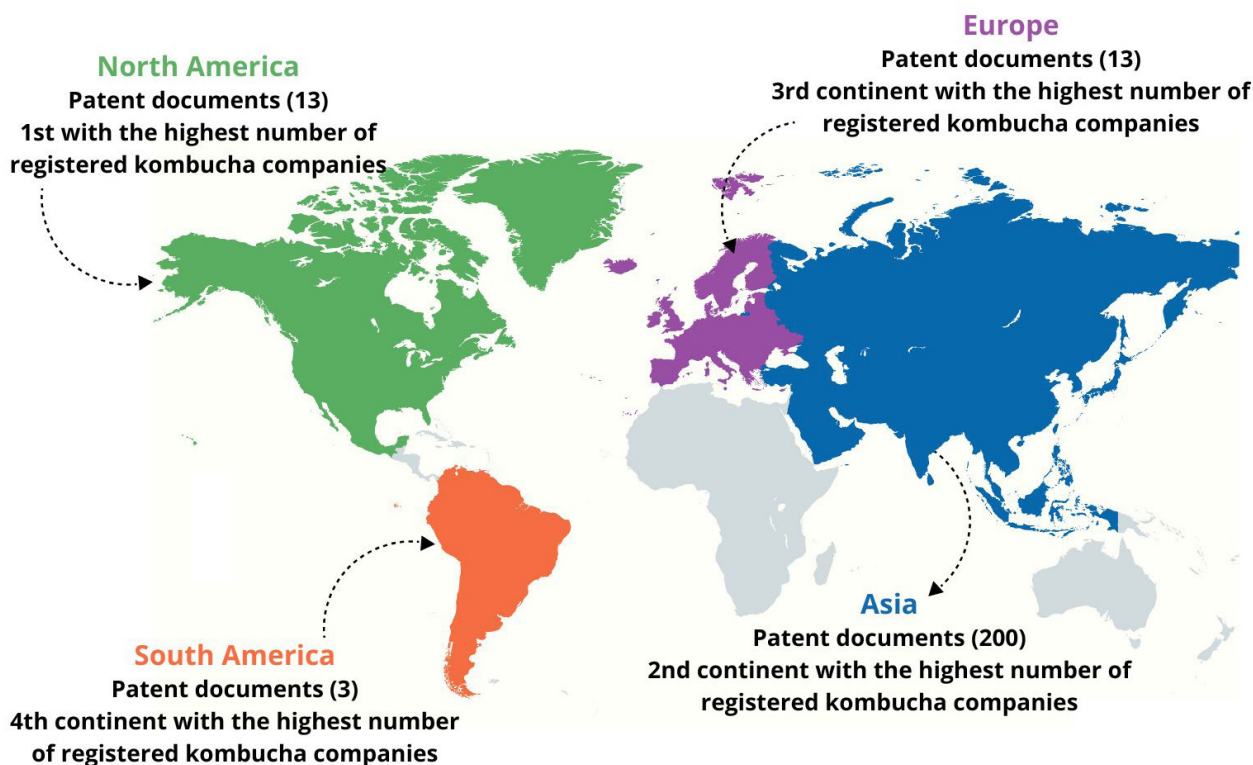 North America
Patent documents (13)
1st with the highest number of
registered kombucha companies
Europe
Patent documents (13)
3rd continent with the highest number of
registered kombucha companies
South America
Patent documents (3)
4th continent with the highest number
of registered kombucha companies
Asia
Patent documents (200)
2nd continent with the highest number of
registered kombucha companies